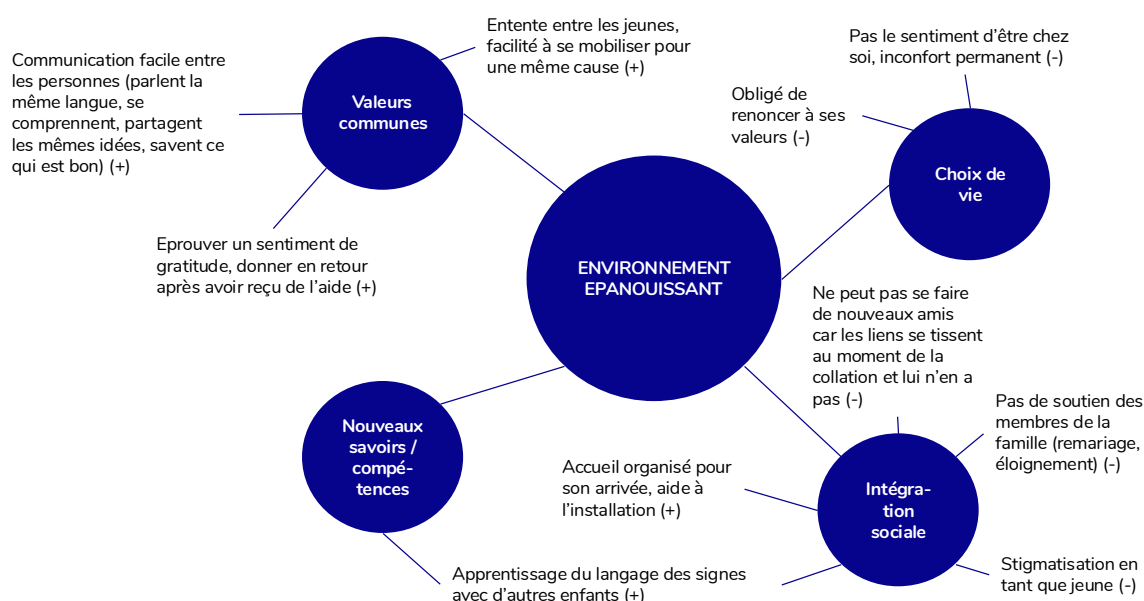 Entente entre les jeunes,
facilité à se mobiliser pour
une même cause (+)
Communication facile entre
les personnes (parlent la
même langue, se
comprennent, partagent
les mêmes idées, savent ce
qui est bon) (+)
Valeurs
communes
Eprouver un sentiment de
gratitude, donner en retour
après avoir reçu de l'aide (+)
Pas le sentiment d'être chez
soi, inconfort permanent (-)
Obligé de
renoncer à ses
valeurs (-)
Choix de
vie
ENVIRONNEMENT
EPANOUISSANT
Ne peut pas se faire
de nouveaux amis
car les liens se tissent
au moment de la
collation et lui n'en a
pas (-)
Pas de soutien des
membres de la
famille (remariage,
éloignement) (-)
Nouveaux
savoirs /
compé-
tences
Accueil organisé pour
son arrivée, aide à
l'installation (+)
Intégra-
tion
sociale
Apprentissage du langage des signes
avec d'autres enfants (+)
Stigmatisation en
tant que jeune (-)